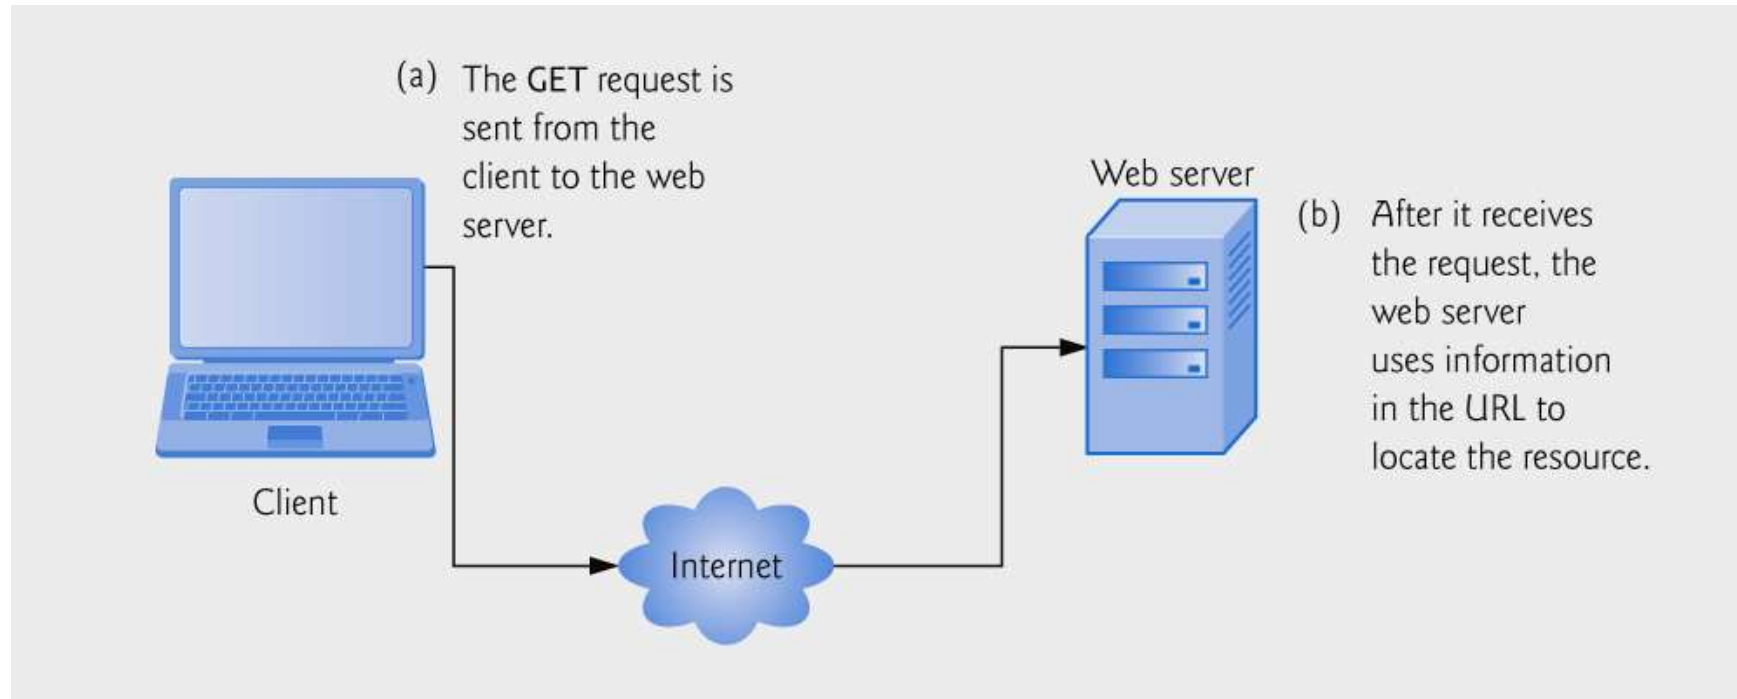 (a) The GET request is
sent from the
client to the web
server.
Web server
(b) After it receives
the request, the
web server
uses information
in the URL to
locate the resource.
Client
Internet